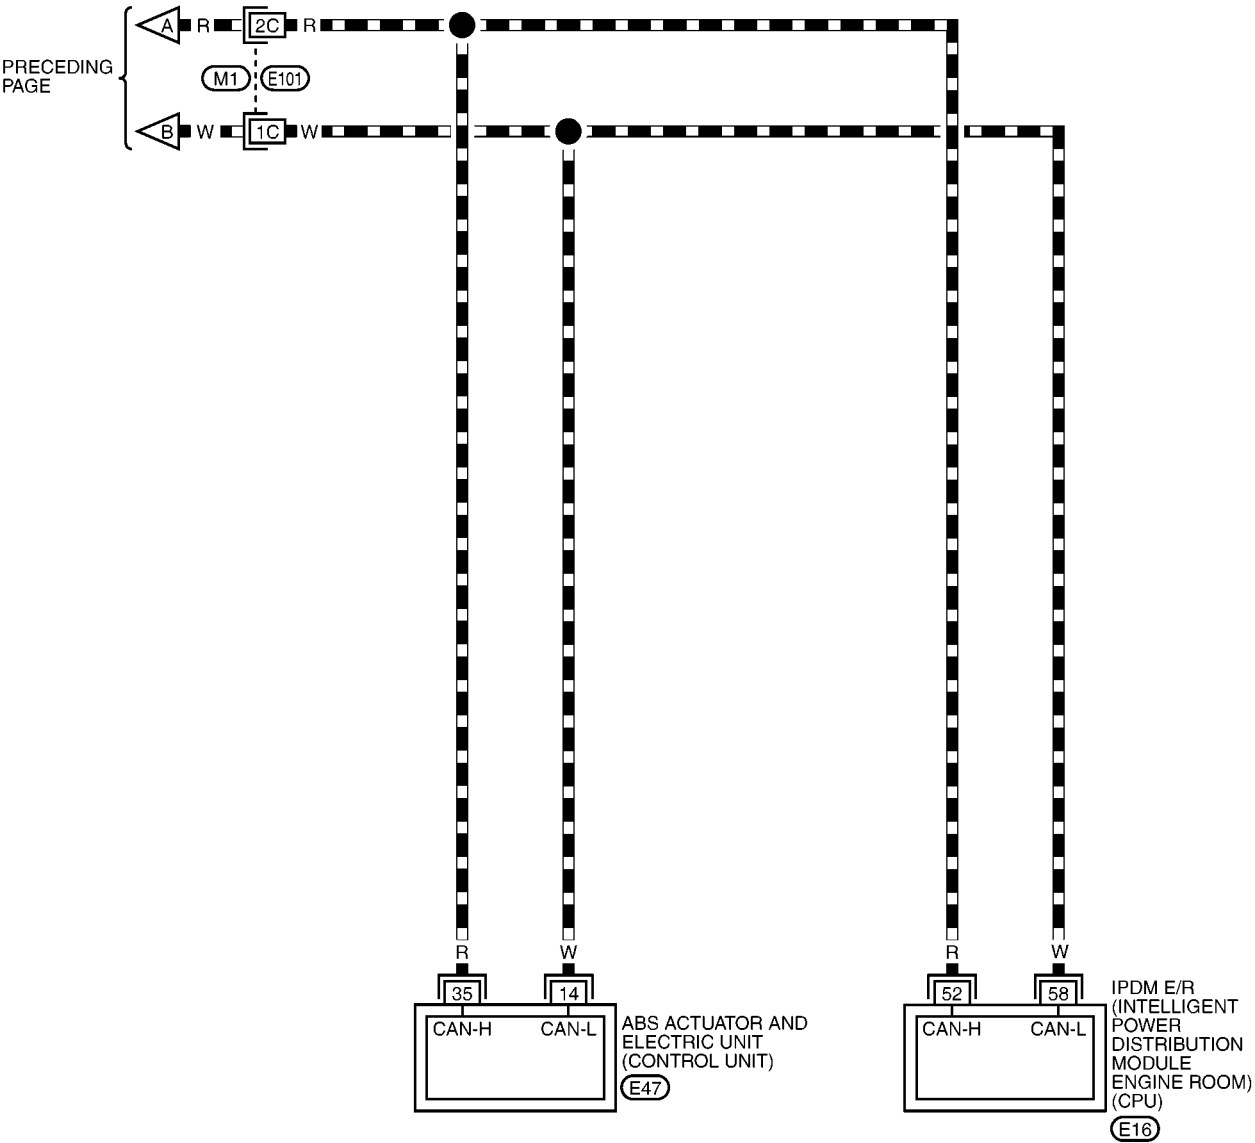 A R 2C R
PRECEDING
PAGE
M1 E101
B W 1C W
R W R W
35 14 52 58
CAN-H CAN-L
ABS ACTUATOR AND
ELECTRIC UNIT
(CONTROL UNIT)
E47
CAN-H CAN-L
IPDM E/R
(INTELLIGENT
POWER
DISTRIBUTION
MODULE
ENGINE ROOM)
(CPU)
E16